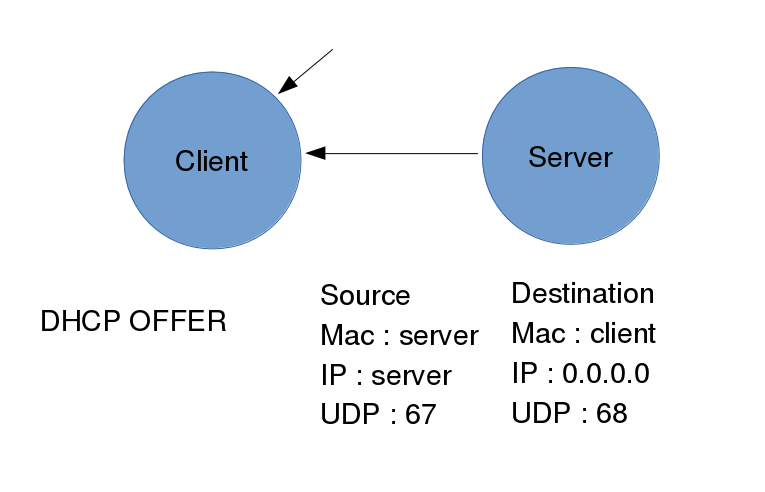 Client
Server
DHCP OFFER
Source
Mac : server
IP : server
UDP : 67
Destination
Mac : client
IP : 0.0.0.0
UDP : 68